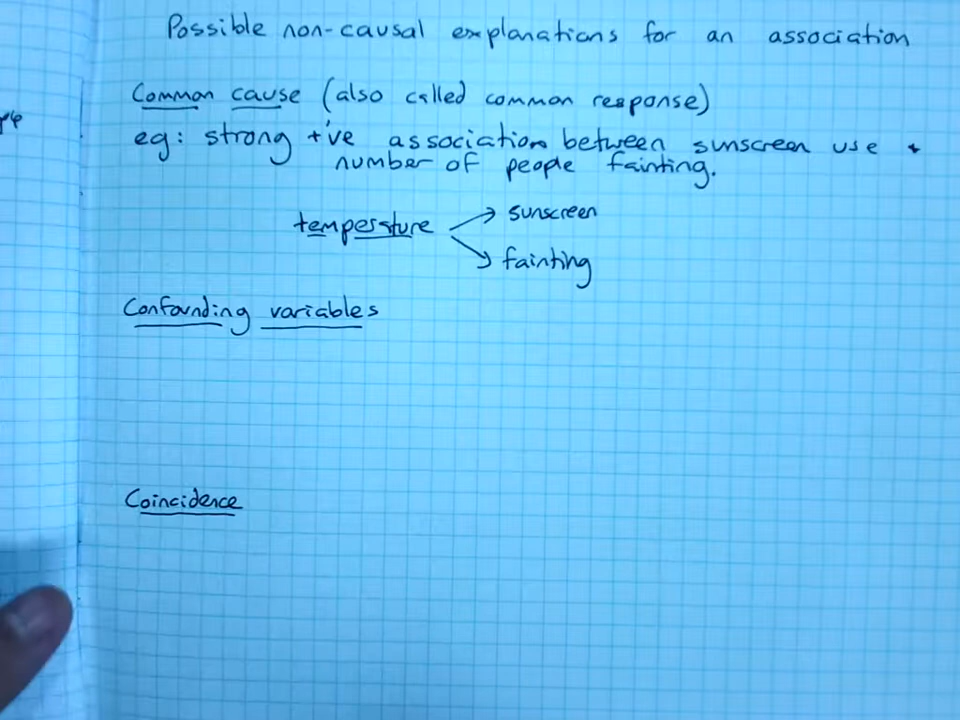 Possible non-causal explanations for an association
Common cause (also called common response)
eg: strong +'ve association between sunscreen use +
number of people fainting.
temperature → sunscreen
→ fainting
Confounding variables
Coincidence